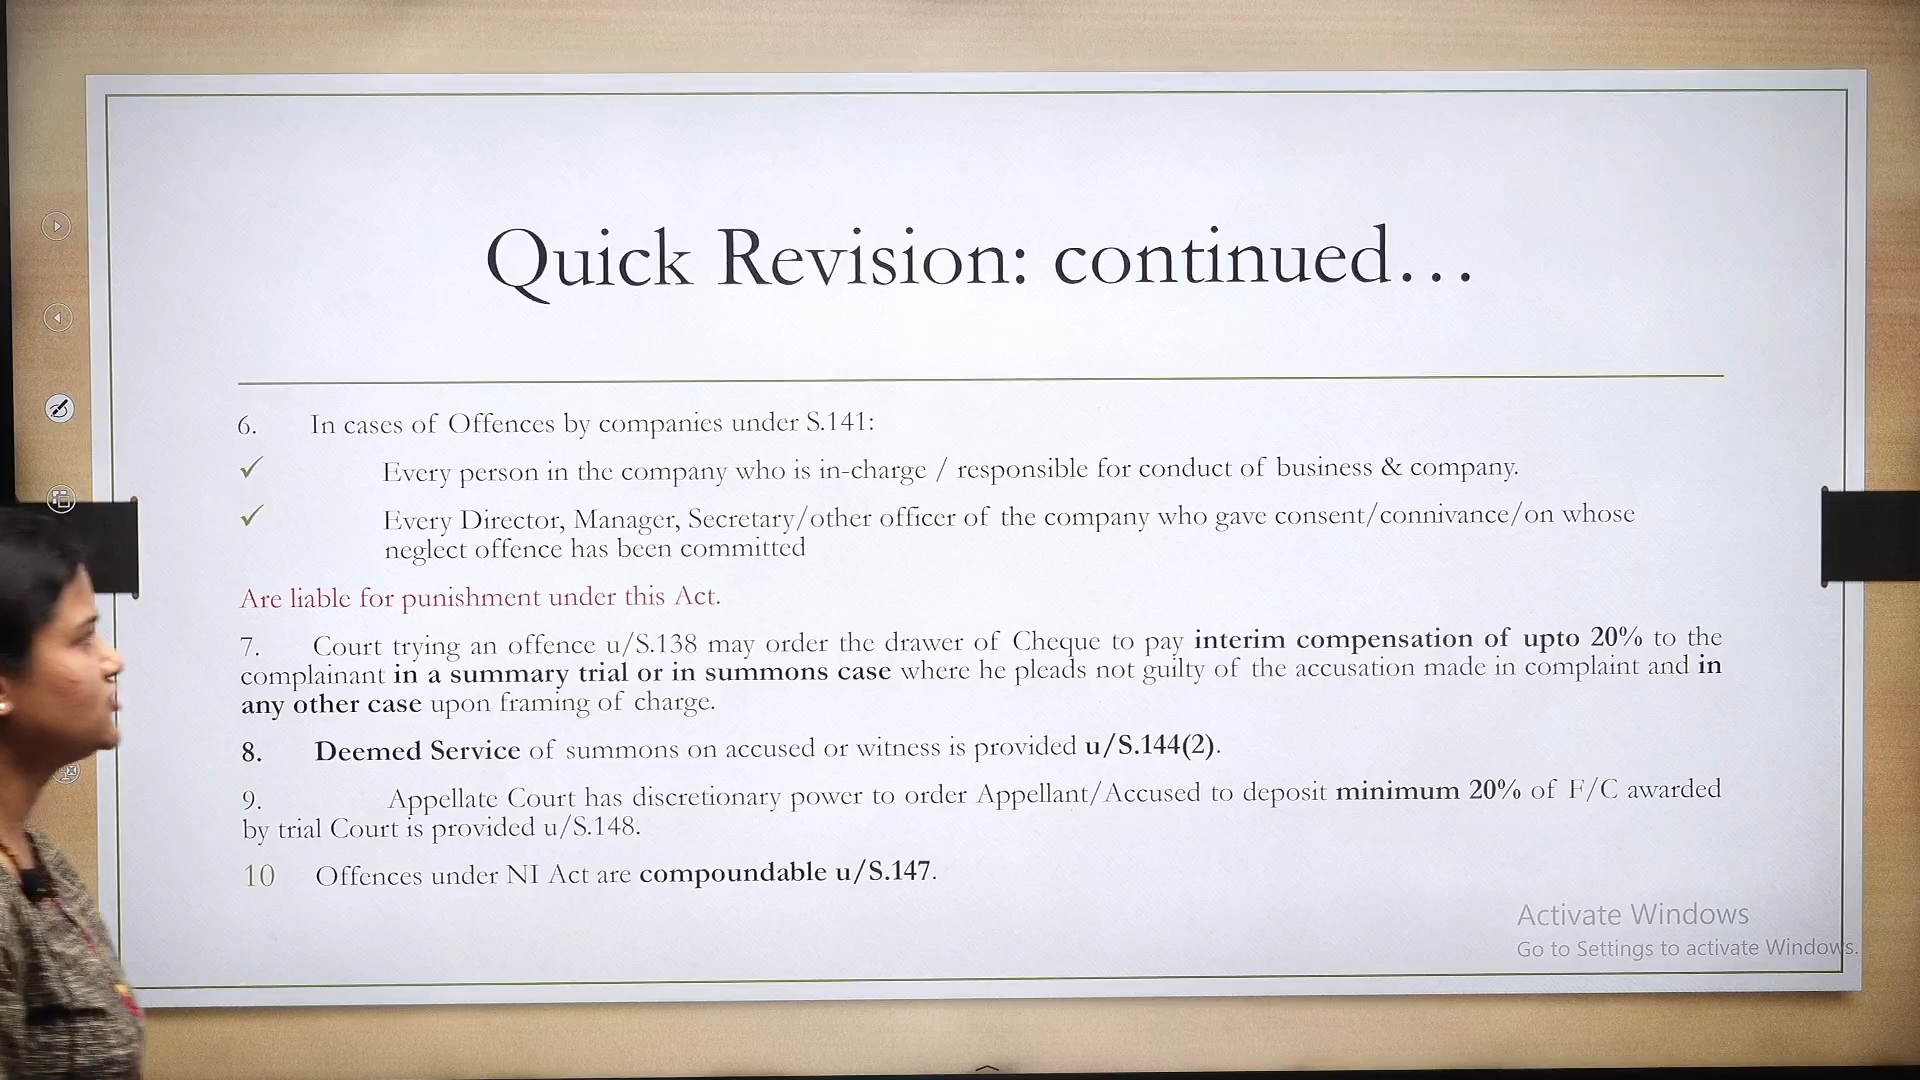 Quick Revision: continued...
6. In cases of Offences by companies under S.141:
✓ Every person in the company who is in-charge / responsible for conduct of business & company.
✓ Every Director, Manager, Secretary/other officer of the company who gave consent/connivance/on whose
neglect offence has been committed
Are liable for punishment under this Act.
7. Court trying an offence u/S.138 may order the drawer of Cheque to pay interim compensation of upto 20% to the
complainant in a summary trial or in summons case where he pleads not guilty of the accusation made in complaint and in
any other case upon framing of charge.
8. Deemed Service of summons on accused or witness is provided u/S.144(2).
9. Appellate Court has discretionary power to order Appellant/Accused to deposit minimum 20% of F/C awarded
by trial Court is provided u/S.148.
10 Offences under NI Act are compoundable u/S.147.
Activate Windows
Go to Settings to activate Windows.